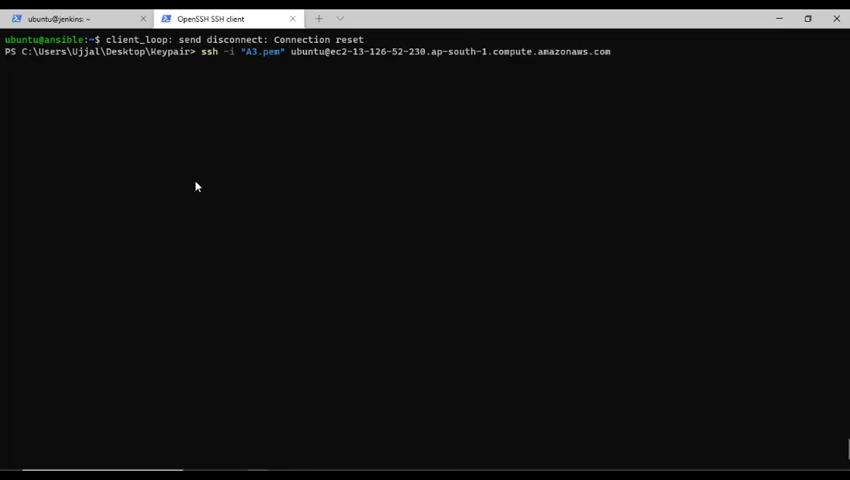 ubuntu@jenkins: ~
OpenSSH SSH client
ubuntu@ansible:~$ client_loop: send disconnect: Connection reset
PS C:\Users\Ujjal\Desktop\Keypair> ssh -i "A3.pem" ubuntu@ec2-13-126-52-230.ap-south-1.compute.amazonaws.com